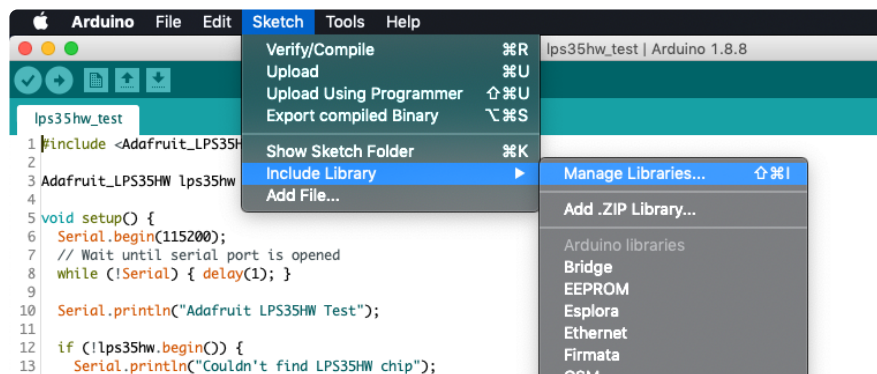 Arduino File Edit Sketch Tools Help
lps35hw_test | Arduino 1.8.8
Verify/Compile ⌘R
Upload ⌘U
Upload Using Programmer ⇧⌘U
Export compiled Binary ⌥⌘S
Show Sketch Folder ⌘K
Include Library ▶
Add File...
Manage Libraries... ⇧⌘I
Add .ZIP Library...
Arduino libraries
Bridge
EEPROM
Esplora
Ethernet
Firmata
GSM
lps35hw_test
1 #include <Adafruit_LPS35H
2
3 Adafruit_LPS35HW lps35hw
4
5 void setup() {
6 Serial.begin(115200);
7 // Wait until serial port is opened
8 while (!Serial) { delay(1); }
9
10 Serial.println("Adafruit LPS35HW Test");
11
12 if (!lps35hw.begin()) {
13 Serial.println("Couldn't find LPS35HW chip");